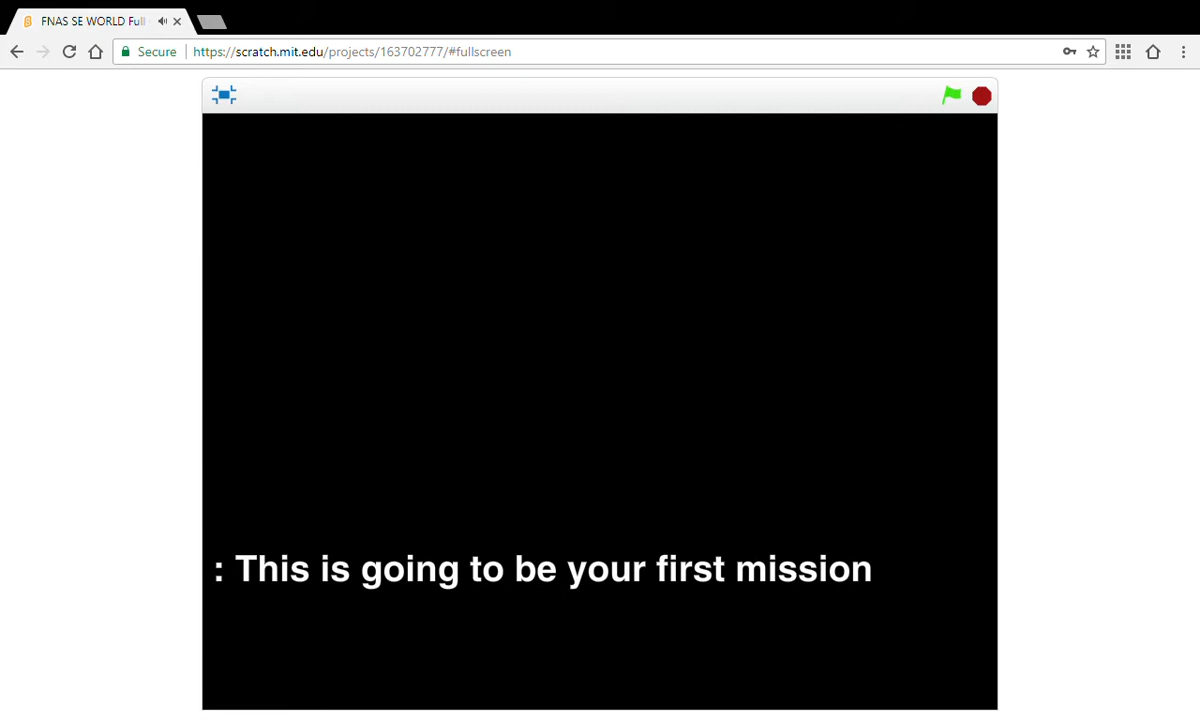 FNAS SE WORLD Full
Secure
https://scratch.mit.edu/projects/163702777/#fullscreen
: This is going to be your first mission